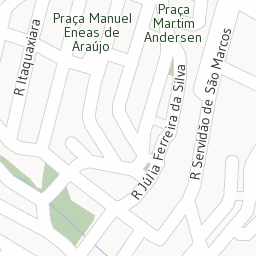 Praça Manuel
Eneas de
Araújo
Praça
Martim
Andersen
R Itaquaxiara
R Júlia Ferreira da Silva
R Servidão de São Marcos